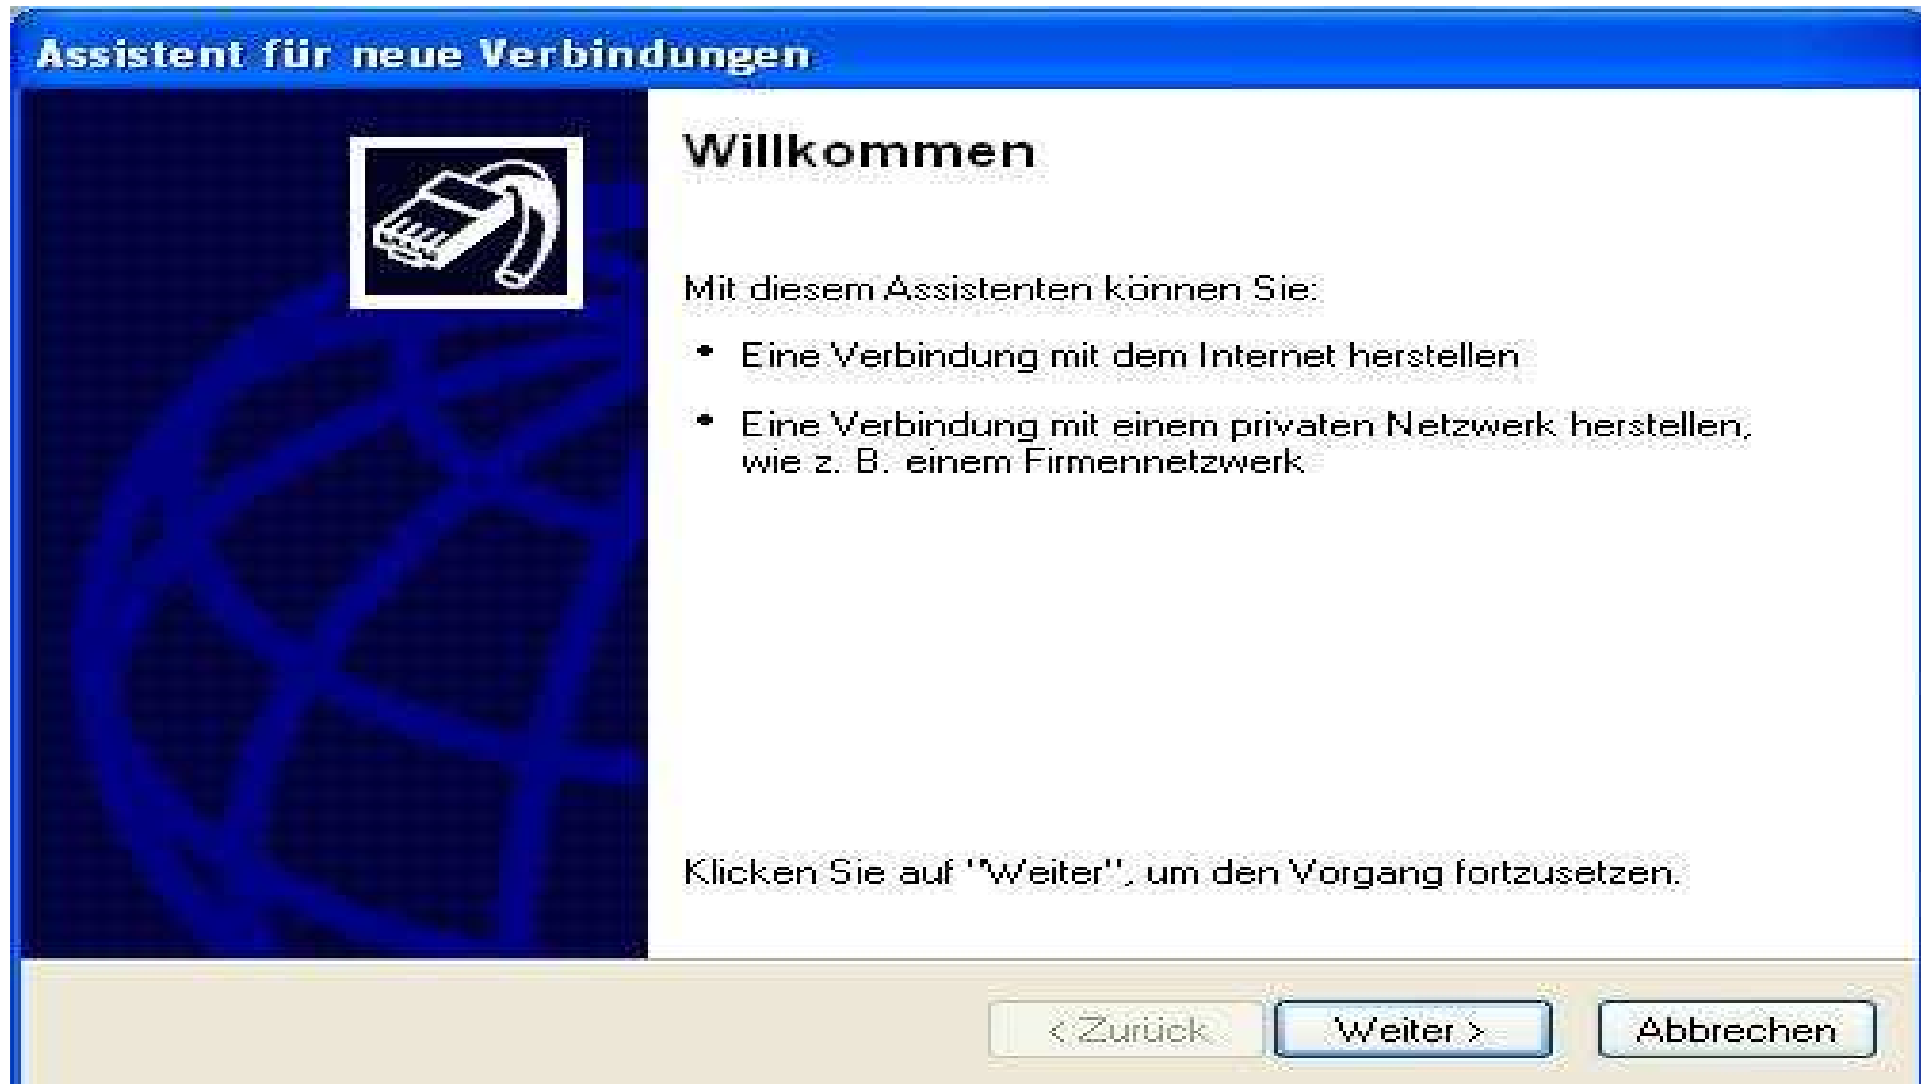 Assistent für neue Verbindungen
Willkommen
Mit diesem Assistenten können Sie:
• Eine Verbindung mit dem Internet herstellen
• Eine Verbindung mit einem privaten Netzwerk herstellen,
wie z. B. einem Firmennetzwerk
Klicken Sie auf "Weiter", um den Vorgang fortzusetzen.
< Zurück
Weiter >
Abbrechen